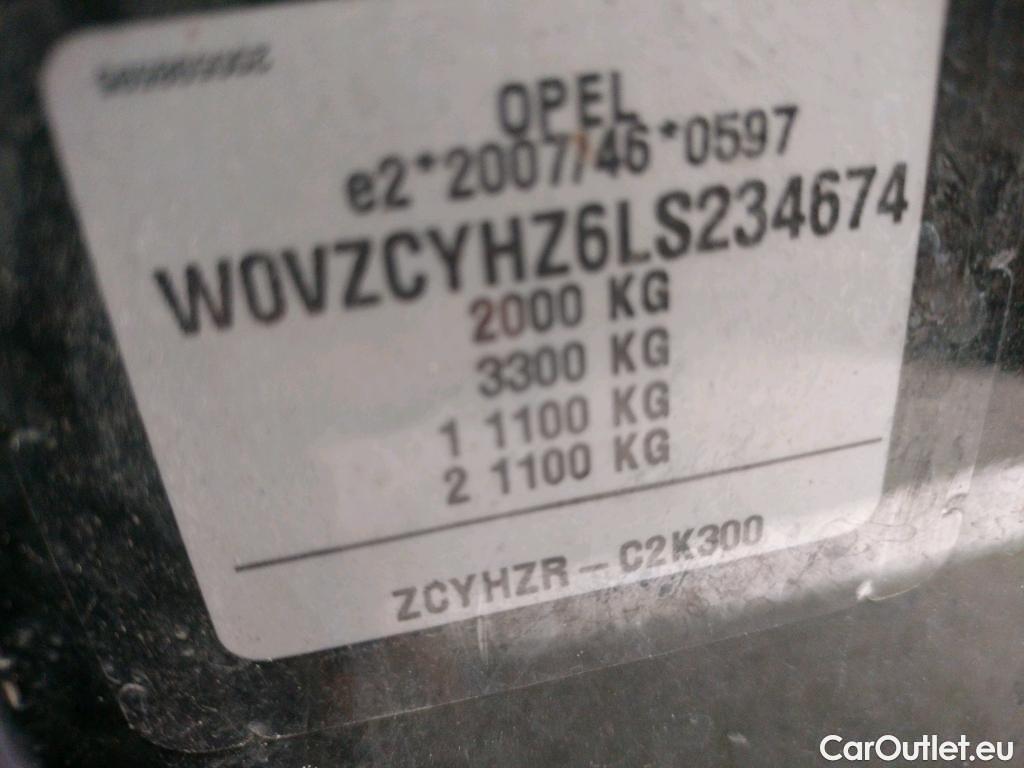 OPEL
e2*2007/46*0597
W0VZCYHZ6LS234674
2000 KG
3300 KG
1 1100 KG
2 1100 KG
ZCYHZR - C2K300
CarOutlet.eu